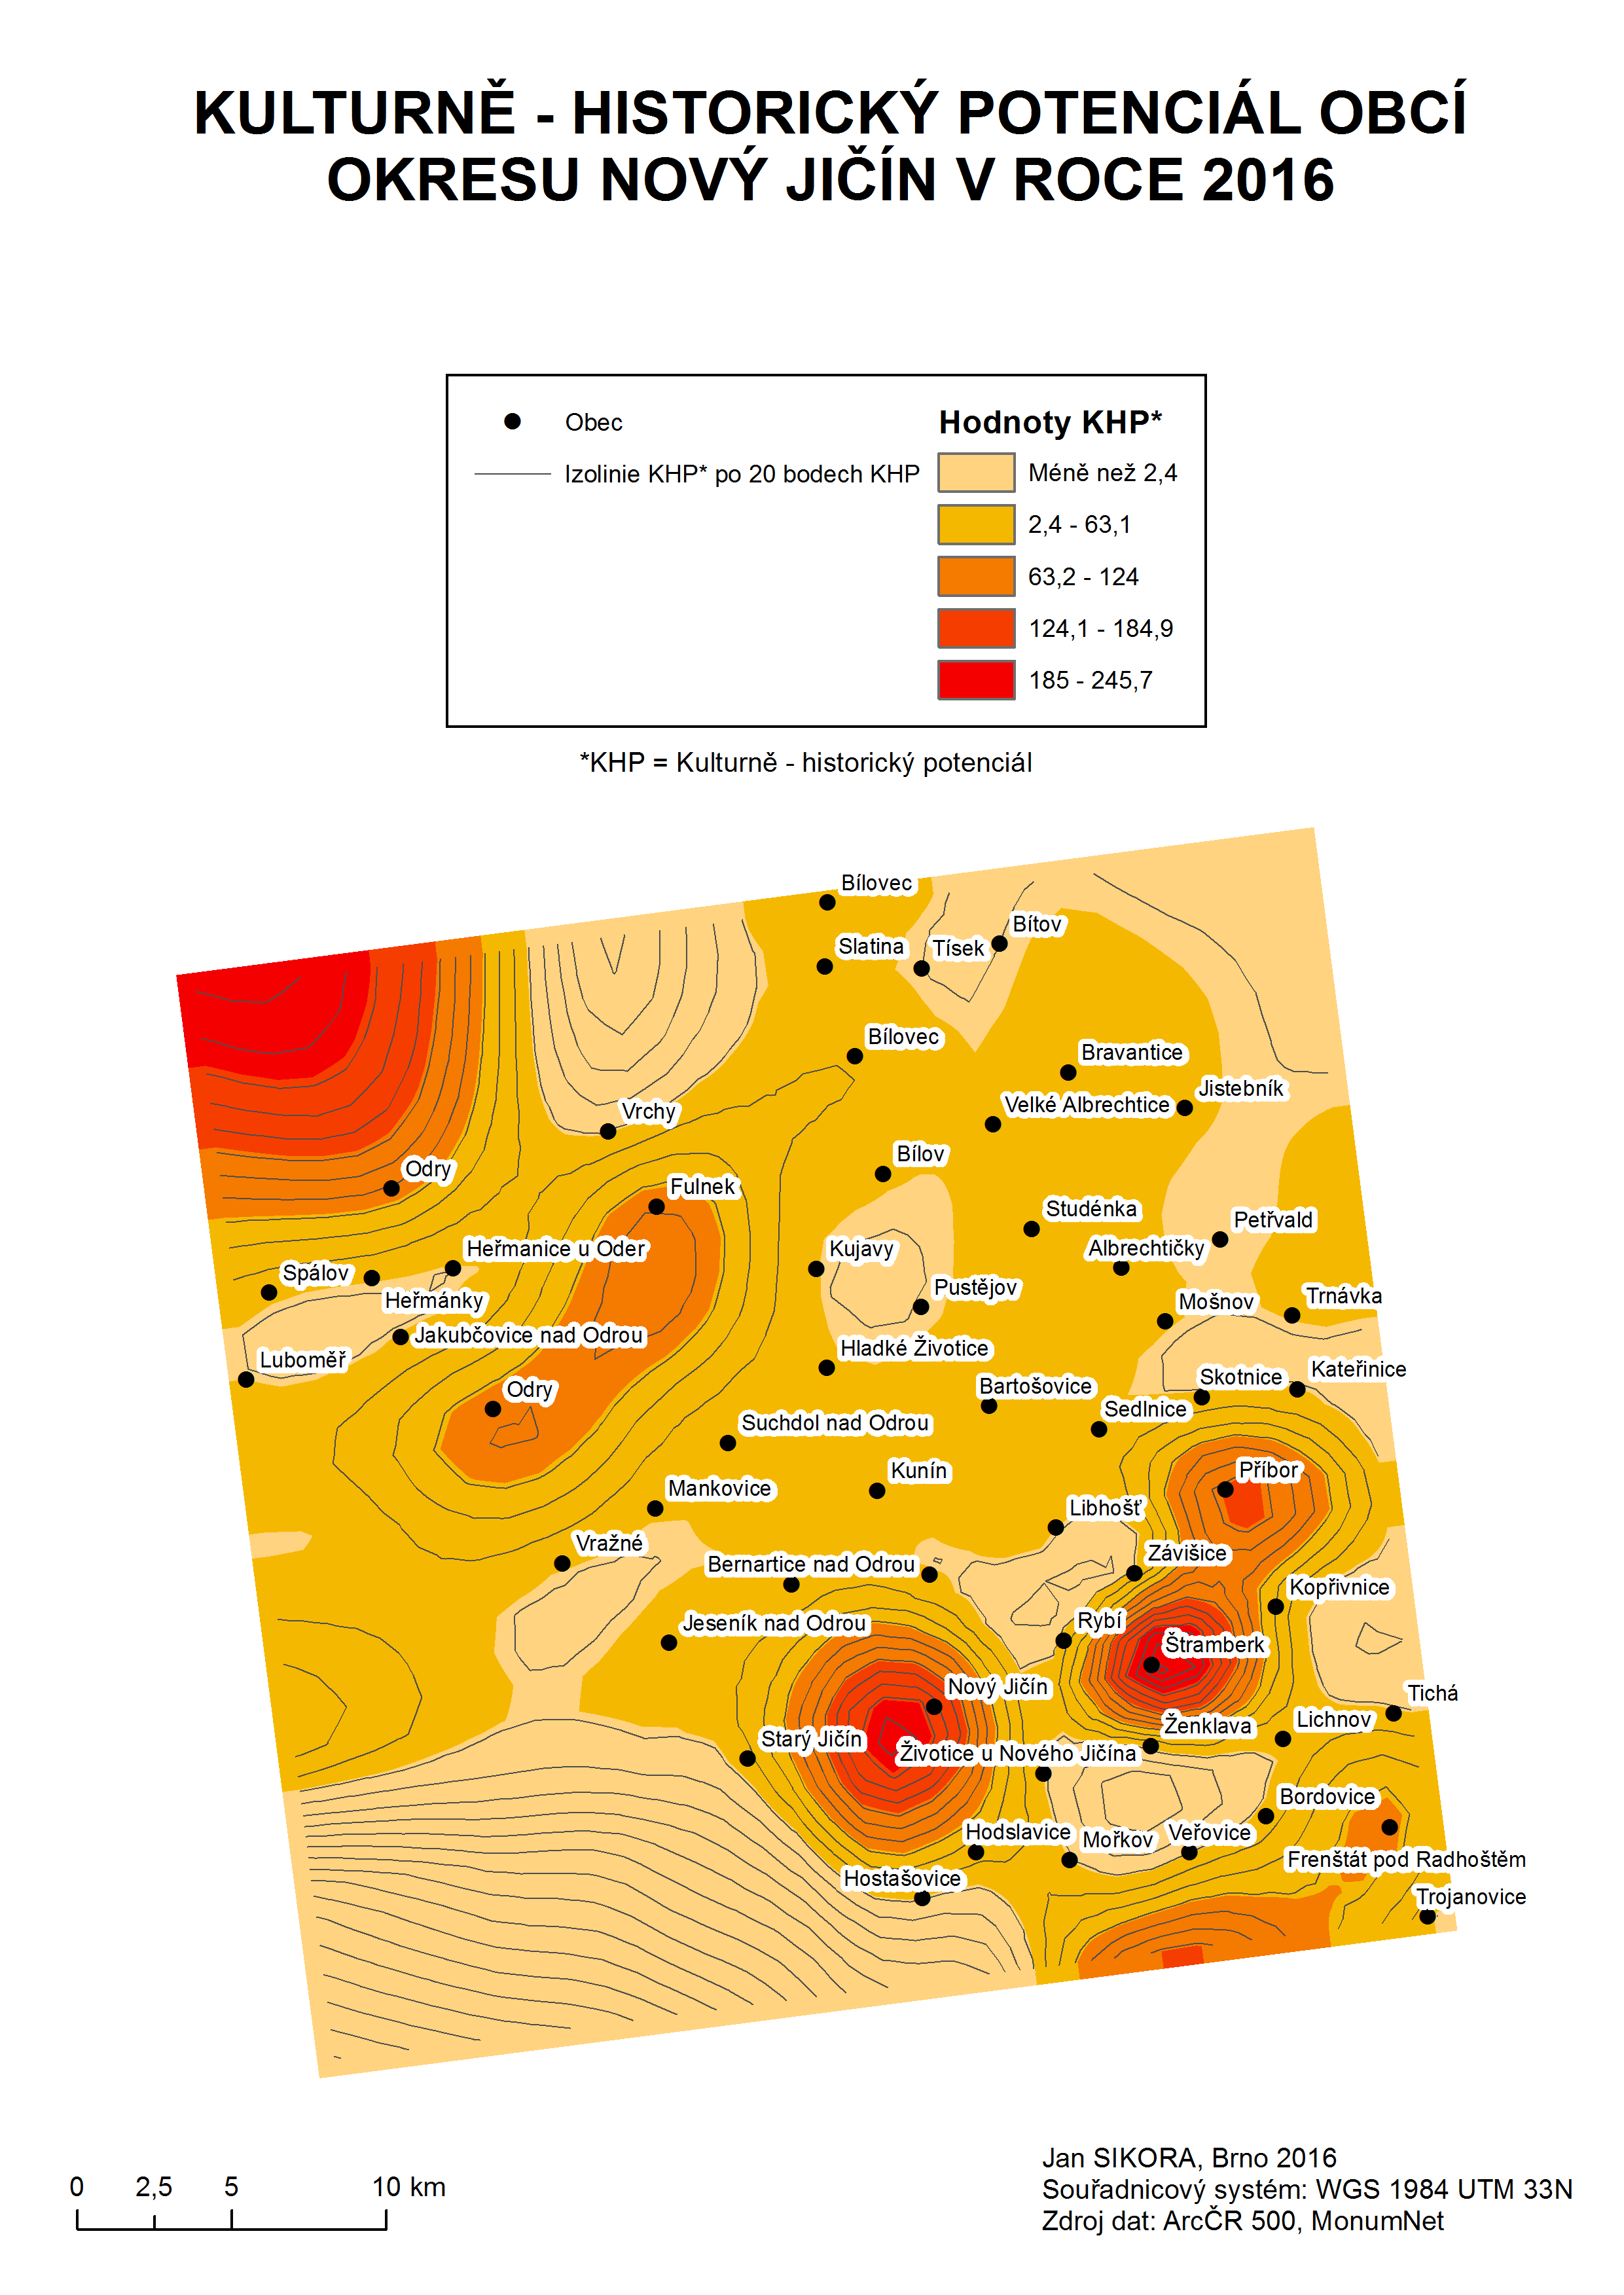 KULTURNĚ - HISTORICKÝ POTENCIÁL OBCÍ
OKRESU NOVÝ JIČÍN V ROCE 2016
Obec
Izolinie KHP* po 20 bodech KHP
Hodnoty KHP*
Méně než 2,4
2,4 - 63,1
63,2 - 124
124,1 - 184,9
185 - 245,7
*KHP = Kulturně - historický potenciál
Bílovec
Bítov
Slatina
Tísek
Bílovec
Bravantice
Jistebník
Velké Albrechtice
Vrchy
Bílov
Odry
Fulnek
Studénka
Petřvald
Heřmanice u Oder
Kujavy
Albrechtičky
Spálov
Pustějov
Trnávka
Heřmánky
Mošnov
Jakubčovice nad Odrou
Hladké Životice
Luboměř
Kateřinice
Skotnice
Odry
Bartošovice
Sedlnice
Suchdol nad Odrou
Kunín
Příbor
Mankovice
Libhošť
Vražné
Závišice
Bernartice nad Odrou
Kopřivnice
Jeseník nad Odrou
Rybí
Štramberk
Nový Jičín
Tichá
Lichnov
Ženklava
Starý Jičín
Životice u Nového Jičína
Bordovice
Hodslavice
Mořkov
Veřovice
Frenštát pod Radhoštěm
Hostašovice
Trojanovice
Jan SIKORA, Brno 2016
Souřadnicový systém: WGS 1984 UTM 33N
Zdroj dat: ArcČR 500, MonumNet
0 2,5 5 10 km